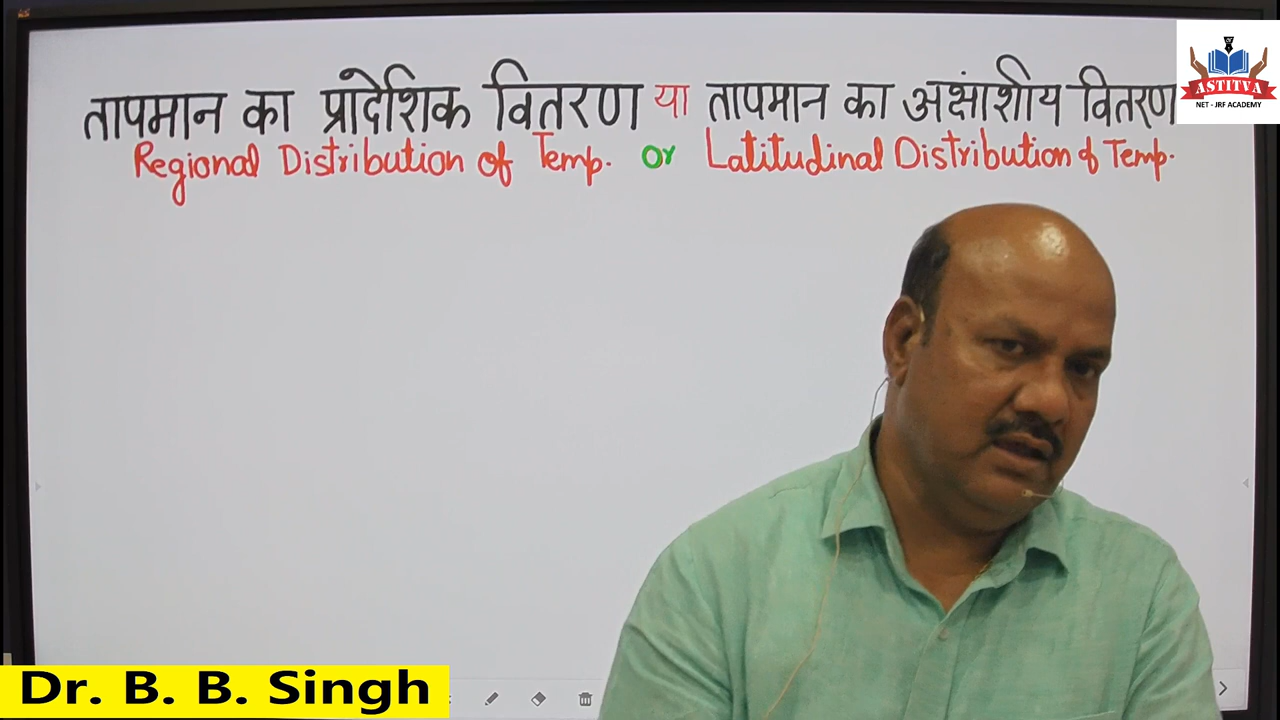 ASTITVA
NET - JRF ACADEMY
तापमान का प्रादेशिक वितरण या तापमान का अक्षांशीय वितरण
Regional Distribution of Temp. or Latitudinal Distribution of Temp.
Dr. B. B. Singh